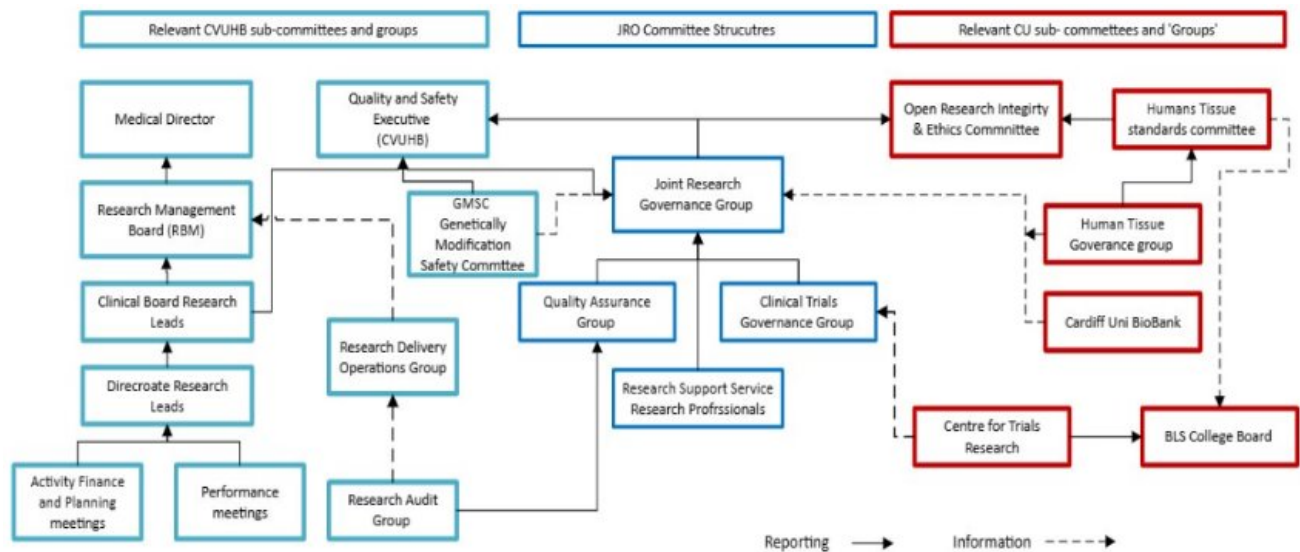 Relevant CVUHB sub-committees and groups
JRO Committee Strucutres
Relevant CU sub- commettees and 'Groups'
Medical Director
Quality and Safety
Executive
(CVUHB)
Open Research Integirty
& Ethics Commnittee
Humans Tissue
standards committee
Research Management
Board (RBM)
GMSC
Genetically
Modification
Safety Commttee
Joint Research
Governance Group
Human Tissue
Goverance group
Clinical Board Research
Leads
Quality Assurance
Group
Clinical Trials
Governance Group
Cardiff Uni BioBank
Research Delivery
Operations Group
Direcroate Research
Leads
Research Support Service
Research Profrssionals
Centre for Trials
Research
BLS College Board
Activity Finance
and Planning
meetings
Performance
meetings
Research Audit
Group
Reporting
Information